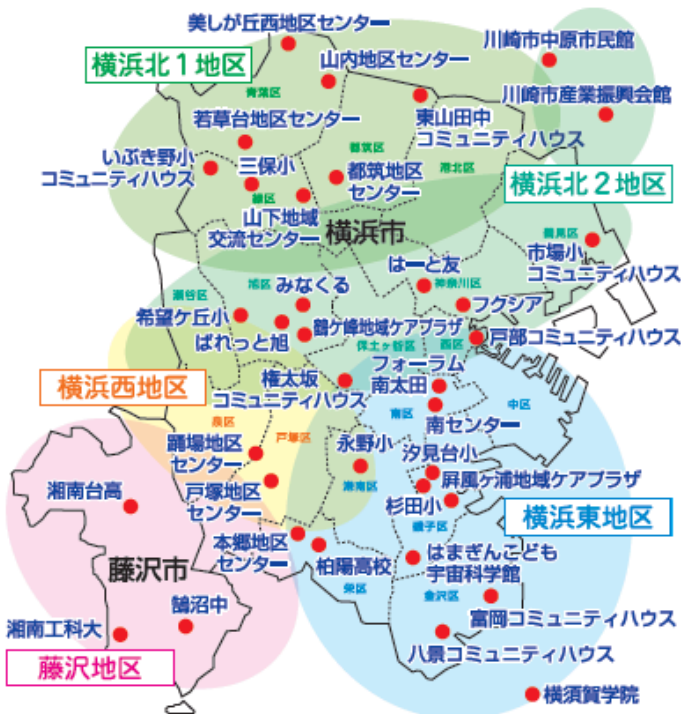 美しが丘西地区センター
川崎市中原市民館
横浜北1地区
山内地区センター
青葉区
川崎市産業振興会館
若草台地区センター
東山田中
コミュニティハウス
いぶき野小
コミュニティハウス
三保小
都筑区
都筑地区
センター
港北区
緑区
横浜北2地区
山下地域
交流センター
横浜市
鶴見区
市場小
コミュニティハウス
はーと友
神奈川区
瀬谷区
旭区
みなくる
フクシア
希望ケ丘小
ぱれっと旭
鶴ケ峰地域ケアプラザ
戸部コミュニティハウス
保土ヶ谷区
西区
横浜西地区
権太坂
コミュニティハウス
フォーラム
南太田
南区
中区
南センター
泉区
戸塚区
踊場地区
センター
永野小
汐見台小
屛風ヶ浦地域ケアプラザ
湘南台高
戸塚地区
センター
港南区
杉田小
磯子区
横浜東地区
本郷地区
センター
柏陽高校
はまぎんこども
宇宙科学館
藤沢市
栄区
金沢区
鵠沼中
富岡コミュニティハウス
湘南工科大
八景コミュニティハウス
藤沢地区
横須賀学院